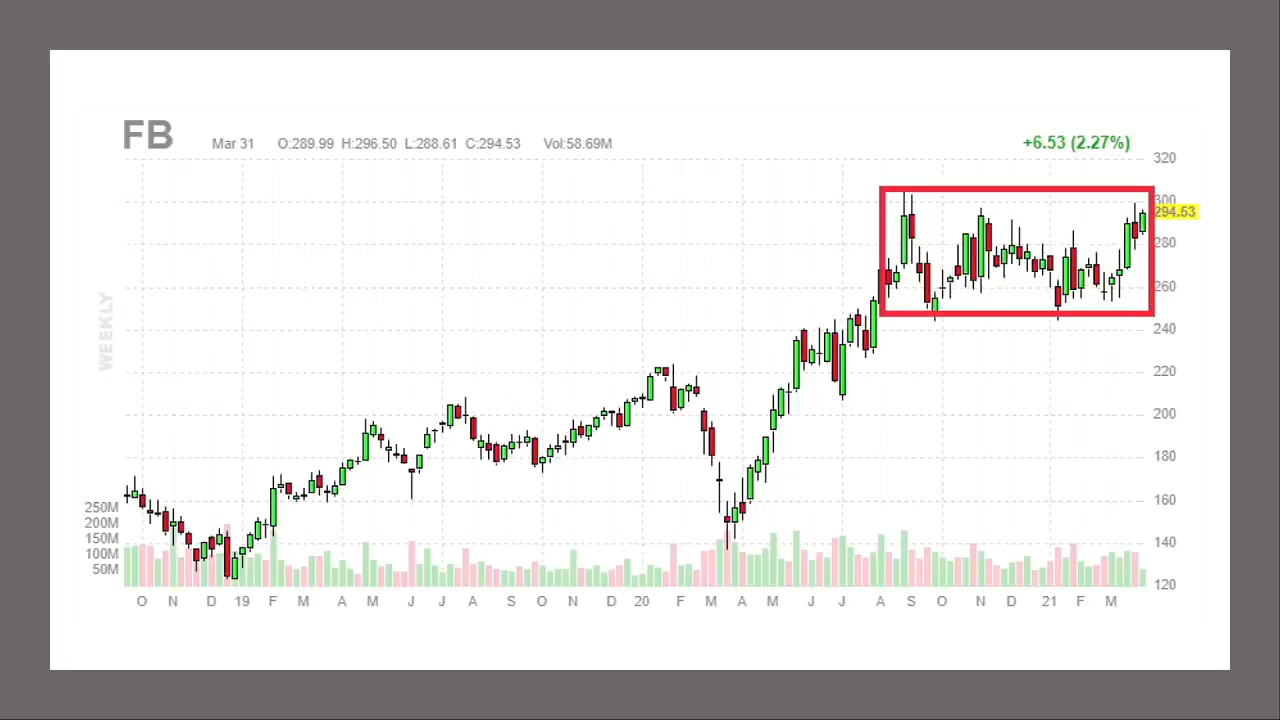 FB
Mar 31 O:289.99 H:296.50 L:288.61 C:294.53 Vol:58.69M
+6.53 (2.27%)
320
300
294.53
280
260
240
220
200
180
160
140
120
WEEKLY
250M
200M
150M
100M
50M
O N D 19 F M A M J J A S O N D 20 F M A M J J A S O N D 21 F M